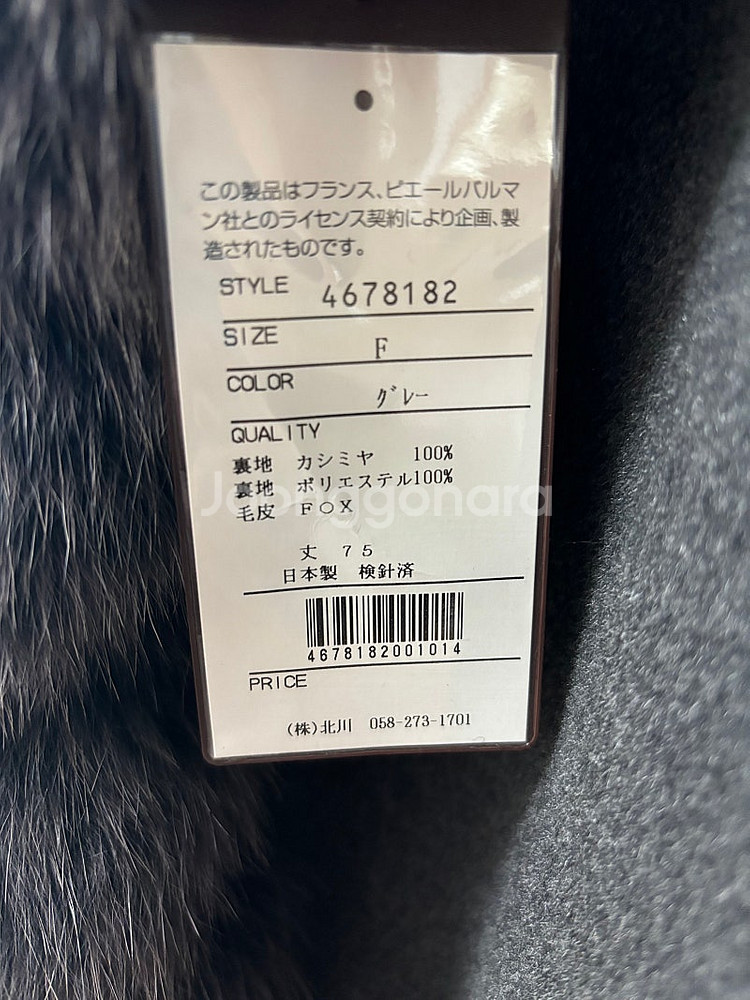 この製品はフランス、ピエールバルマ
ン社とのライセンス契約により企画、製
造されたものです。
STYLE 4678182
SIZE F
COLOR グレー
QUALITY
裏地 カシミヤ 100%
裏地 ポリエステル100%
毛皮 FOX
Joonggonara
丈 75
日本製 検針済
4678182001014
PRICE
(株)北川 058-273-1701